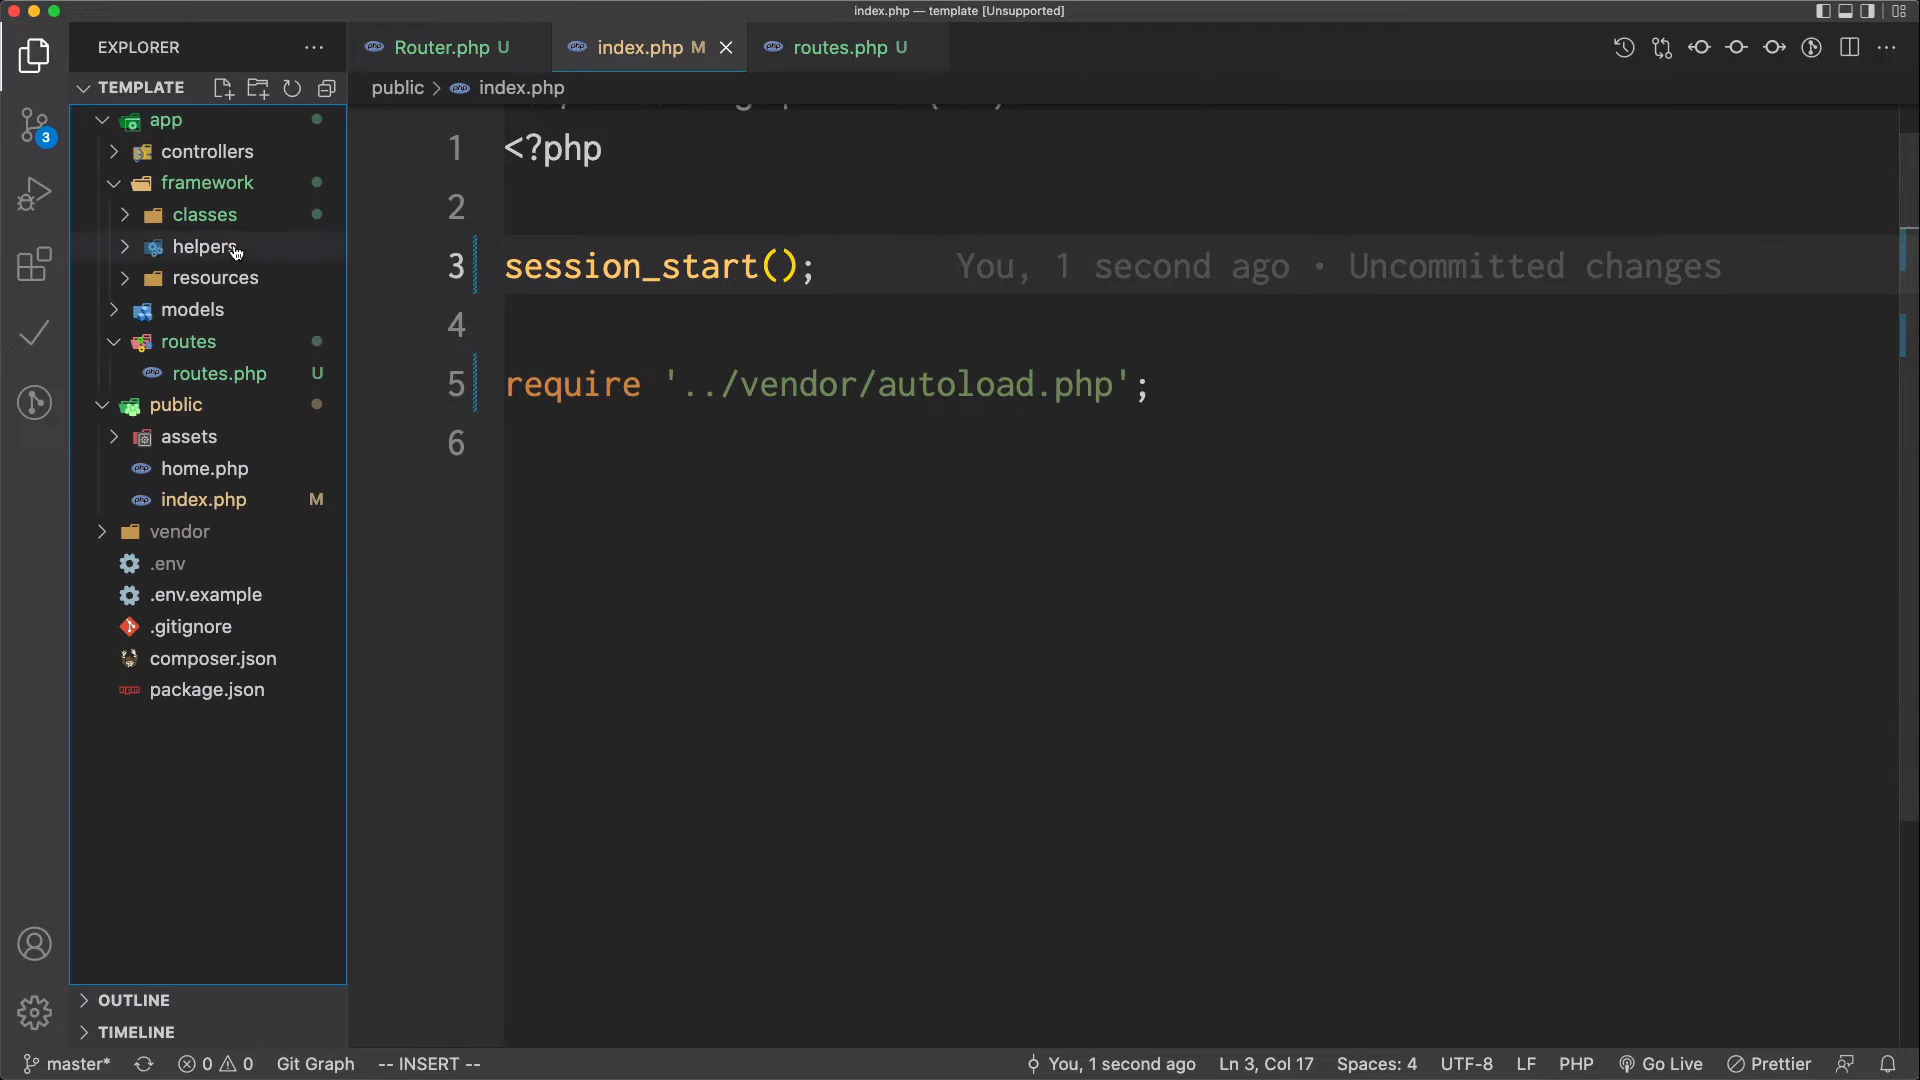 index.php — template [Unsupported]
EXPLORER
Router.php U
index.php M
routes.php U
TEMPLATE
public > index.php
app
controllers
framework
classes
helpers
resources
models
routes
routes.php U
public
assets
home.php
index.php M
vendor
.env
.env.example
.gitignore
composer.json
package.json
1 <?php
2
3 session_start(); You, 1 second ago • Uncommitted changes
4
5 require '../vendor/autoload.php';
6
3
OUTLINE
TIMELINE
master* 0 0 Git Graph -- INSERT -- You, 1 second ago Ln 3, Col 17 Spaces: 4 UTF-8 LF PHP Go Live Prettier